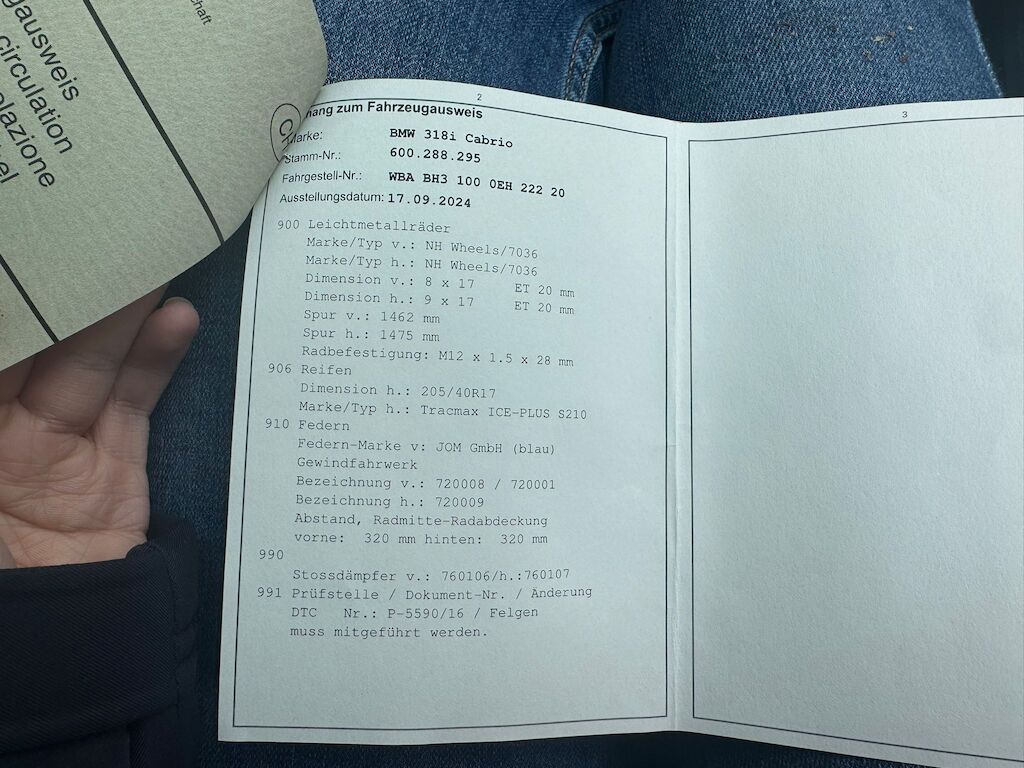 schaft
gausweis
circulation
olazione
CH
2
hang zum Fahrzeugausweis
Marke: BMW 318i Cabrio
Stamm-Nr.: 600.288.295
Fahrgestell-Nr.: WBA BH3 100 0EH 222 20
Ausstellungsdatum: 17.09.2024
900 Leichtmetallräder
Marke/Typ v.: NH Wheels/7036
Marke/Typ h.: NH Wheels/7036
Dimension v.: 8 x 17 ET 20 mm
Dimension h.: 9 x 17 ET 20 mm
Spur v.: 1462 mm
Spur h.: 1475 mm
Radbefestigung: M12 x 1.5 x 28 mm
906 Reifen
Dimension h.: 205/40R17
Marke/Typ h.: Tracmax ICE-PLUS S210
910 Federn
Federn-Marke v: JOM GmbH (blau)
Gewindfahrwerk
Bezeichnung v.: 720008 / 720001
Bezeichnung h.: 720009
Abstand, Radmitte-Radabdeckung
vorne: 320 mm hinten: 320 mm
990
Stossdämpfer v.: 760106/h.:760107
991 Prüfstelle / Dokument-Nr. / Änderung
DTC Nr.: P-5590/16 / Felgen
muss mitgeführt werden.
3